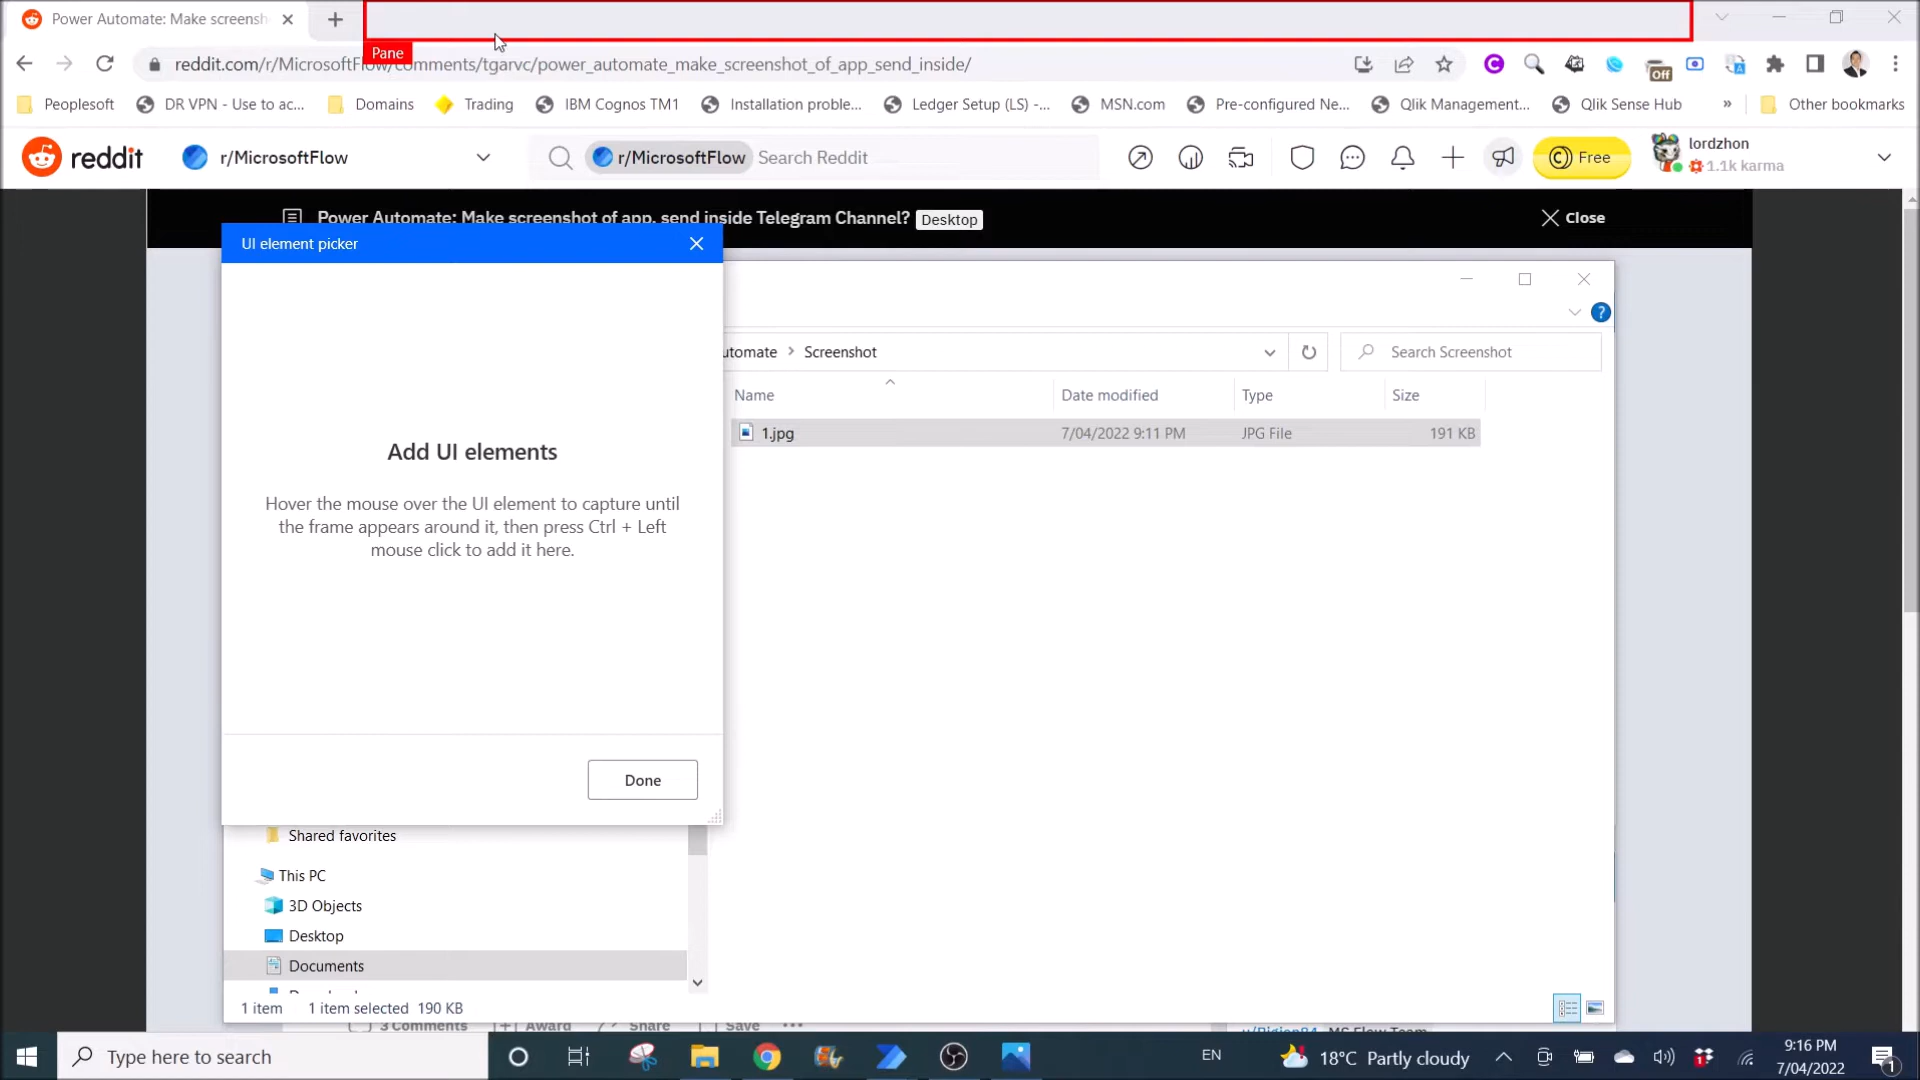 Power Automate: Make screensh
Pane
reddit.com/r/MicrosoftFlow/comments/tgarvc/power_automate_make_screenshot_of_app_send_inside/
Off
Peoplesoft
DR VPN - Use to ac...
Domains
Trading
IBM Cognos TM1
Installation proble...
Ledger Setup (LS) -...
MSN.com
Pre-configured Ne...
Qlik Management...
Qlik Sense Hub
»
Other bookmarks
reddit
r/MicrosoftFlow
r/MicrosoftFlow
Search Reddit
Free
lordzhon
1.1k karma
Power Automate: Make screenshot of app, send inside Telegram Channel?
Desktop
Close
UI element picker
utomate > Screenshot
Search Screenshot
Name
Date modified
Type
Size
1.jpg
7/04/2022 9:11 PM
JPG File
191 KB
Add UI elements
Hover the mouse over the UI element to capture until
the frame appears around it, then press Ctrl + Left
mouse click to add it here.
Done
Shared favorites
This PC
3D Objects
Desktop
Documents
1 item
1 item selected 190 KB
3 Comments
Award
Share
Save
MS Flow Team
Type here to search
EN
18°C Partly cloudy
9:16 PM
7/04/2022
1